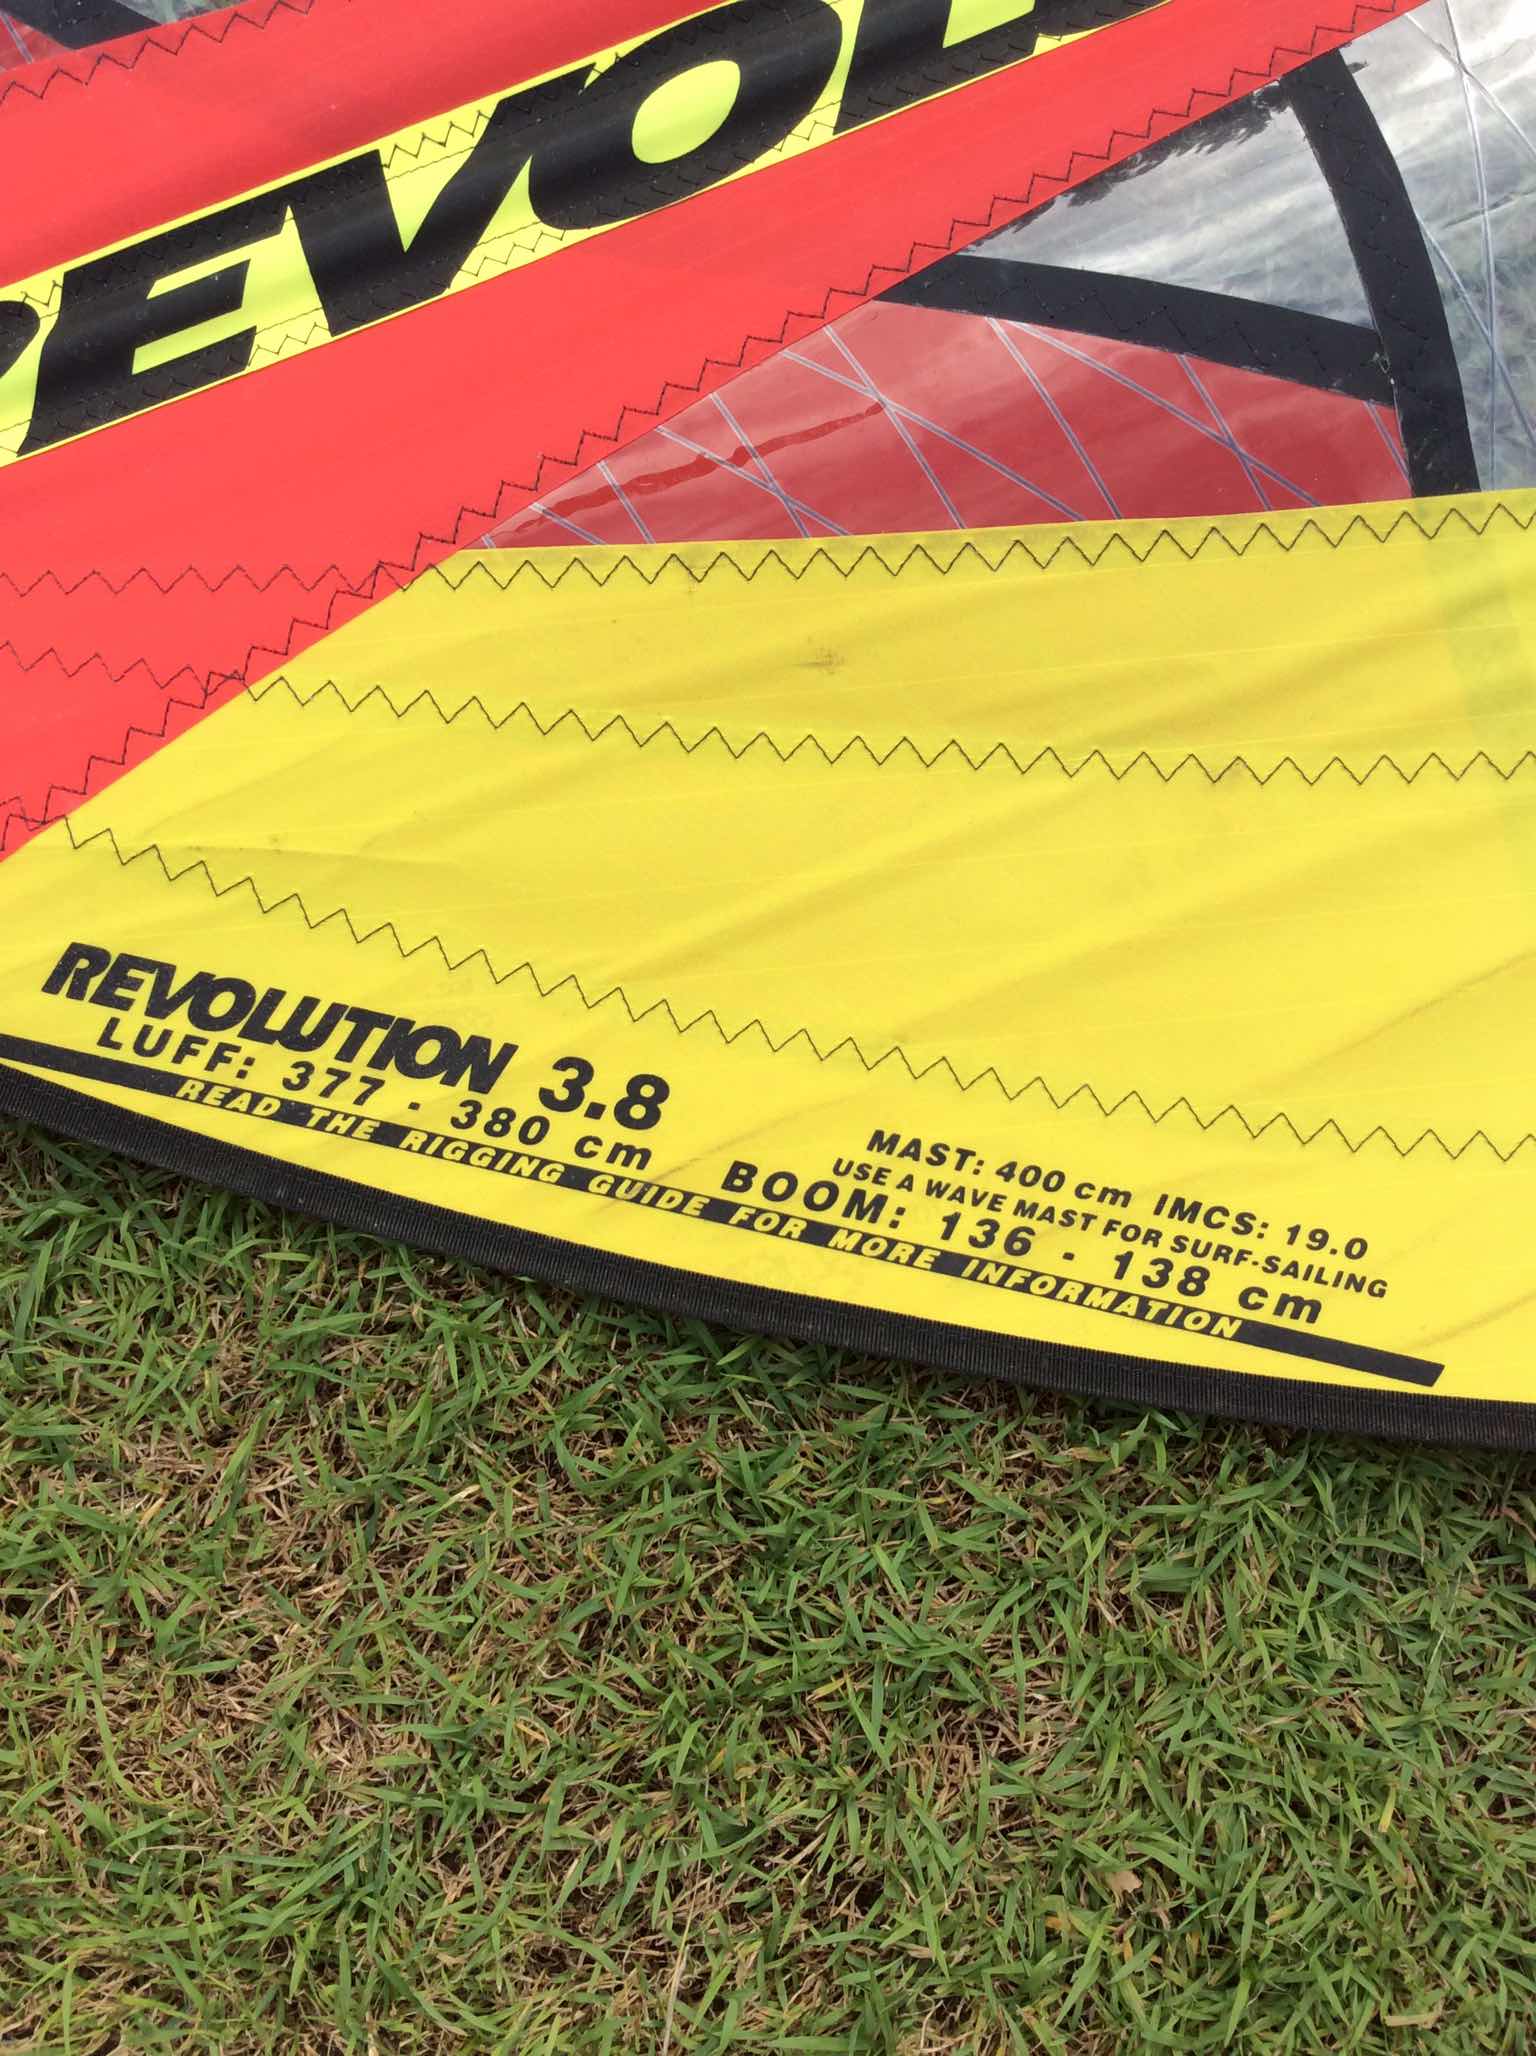 REVOL
REVOLUTION 3.8
LUFF: 377 - 380 cm
MAST: 400 cm IMCS: 19.0
USE A WAVE MAST FOR SURF-SAILING
BOOM: 136 - 138 cm
READ THE RIGGING GUIDE FOR MORE INFORMATION